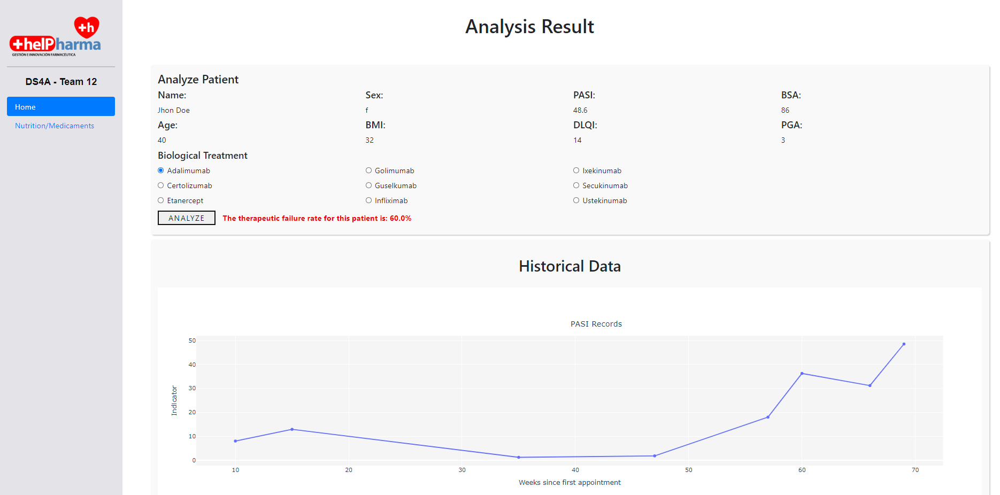 +h
+helPharma
GESTIÓN E INNOVACIÓN FARMACÉUTICA
DS4A - Team 12
Home
Nutrition/Medicaments
Analysis Result
Analyze Patient
Name: Sex: PASI: BSA:
Jhon Doe f 48.6 86
Age: BMI: DLQI: PGA:
40 32 14 3
Biological Treatment
Adalimumab Golimumab Ixekinumab
Certolizumab Guselkumab Secukinumab
Etanercept Infliximab Ustekinumab
ANALYZE The therapeutic failure rate for this patient is: 60.0%
Historical Data
PASI Records
50
40
30
20
10
0
Indicator
10 20 30 40 50 60 70
Weeks since first appointment